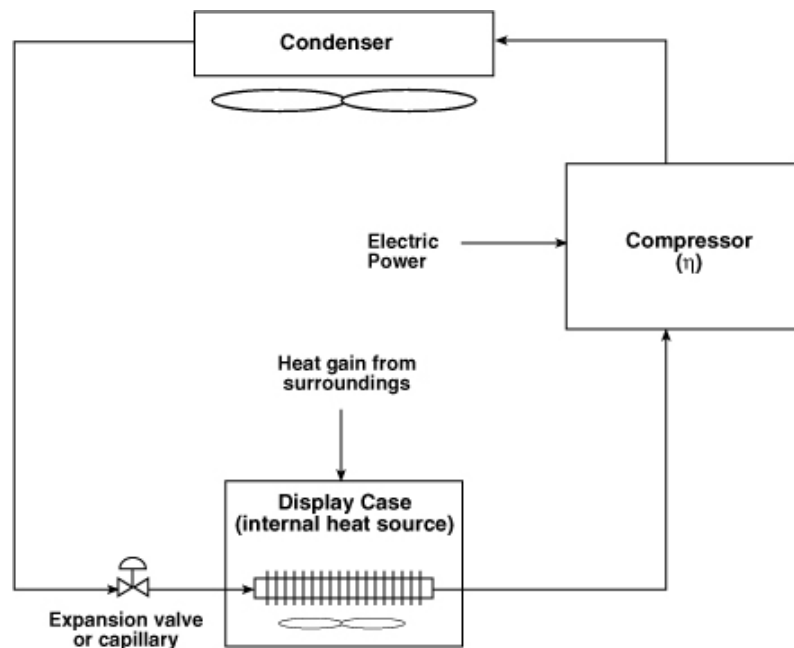 Condenser
Electric
Power
Compressor
(η)
Heat gain from
surroundings
Display Case
(internal heat source)
Expansion valve
or capillary